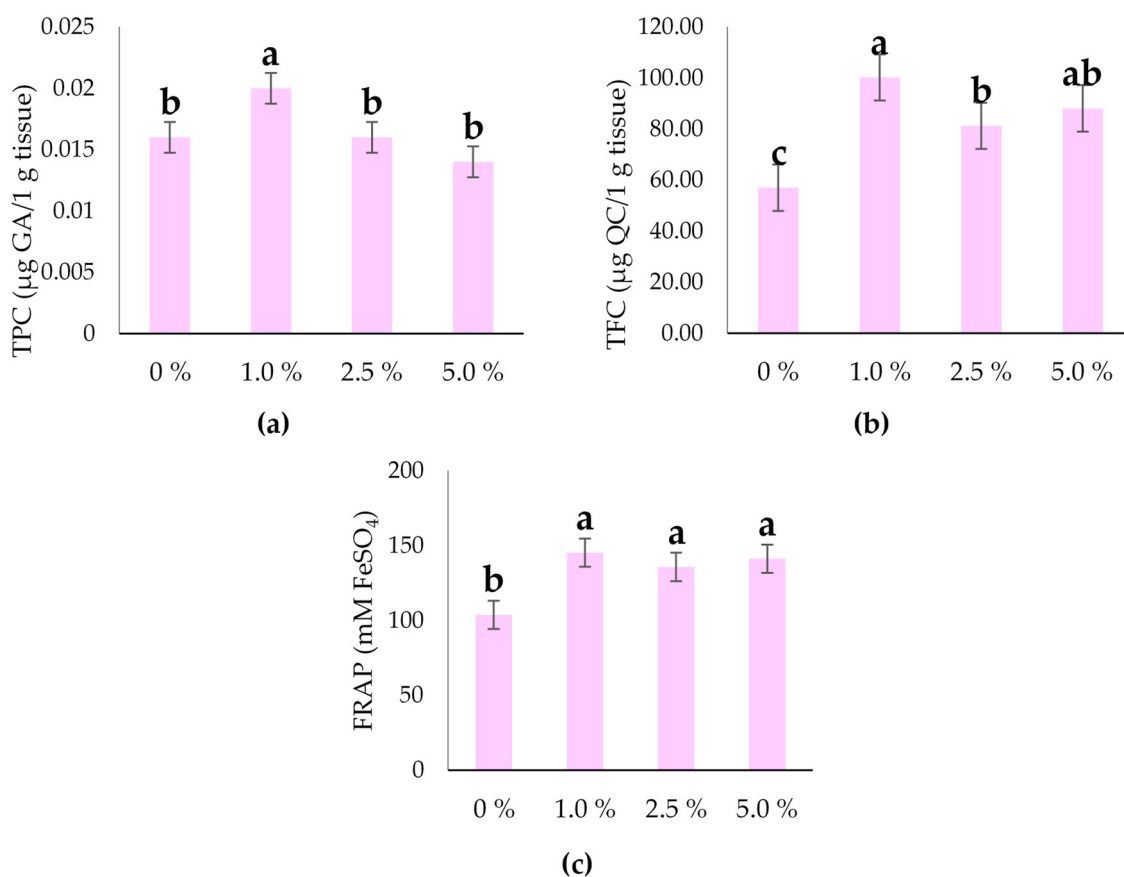 TPC (µg GA/1 g tissue)
0.025
0.02
0.015
0.01
0.005
0
b
a
b
b
0 %
1.0 %
2.5 %
5.0 %
(a)
TFC (µg QC/1 g tissue)
120.00
100.00
80.00
60.00
40.00
20.00
0.00
c
a
b
ab
0 %
1.0 %
2.5 %
5.0 %
(b)
FRAP (mM FeSO₄)
200
150
100
50
0
b
a
a
a
0 %
1.0 %
2.5 %
5.0 %
(c)